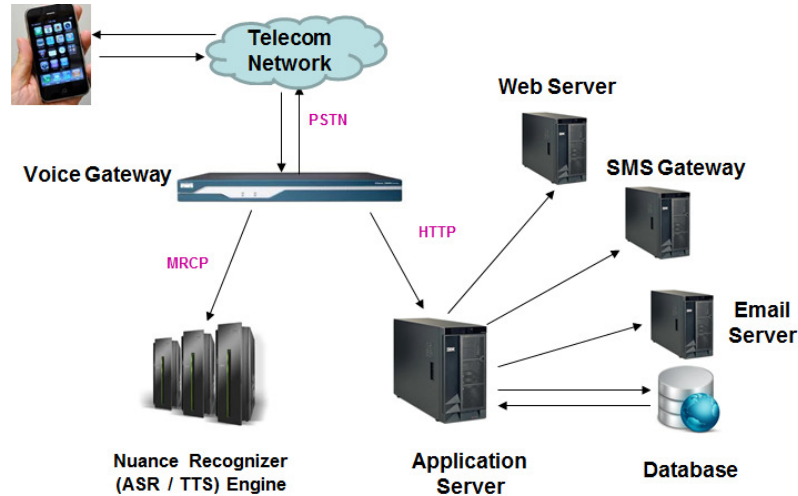 Telecom
Network
PSTN
Web Server
Voice Gateway
SMS Gateway
HTTP
MRCP
Email
Server
Nuance Recognizer
(ASR / TTS) Engine
Application
Server
Database